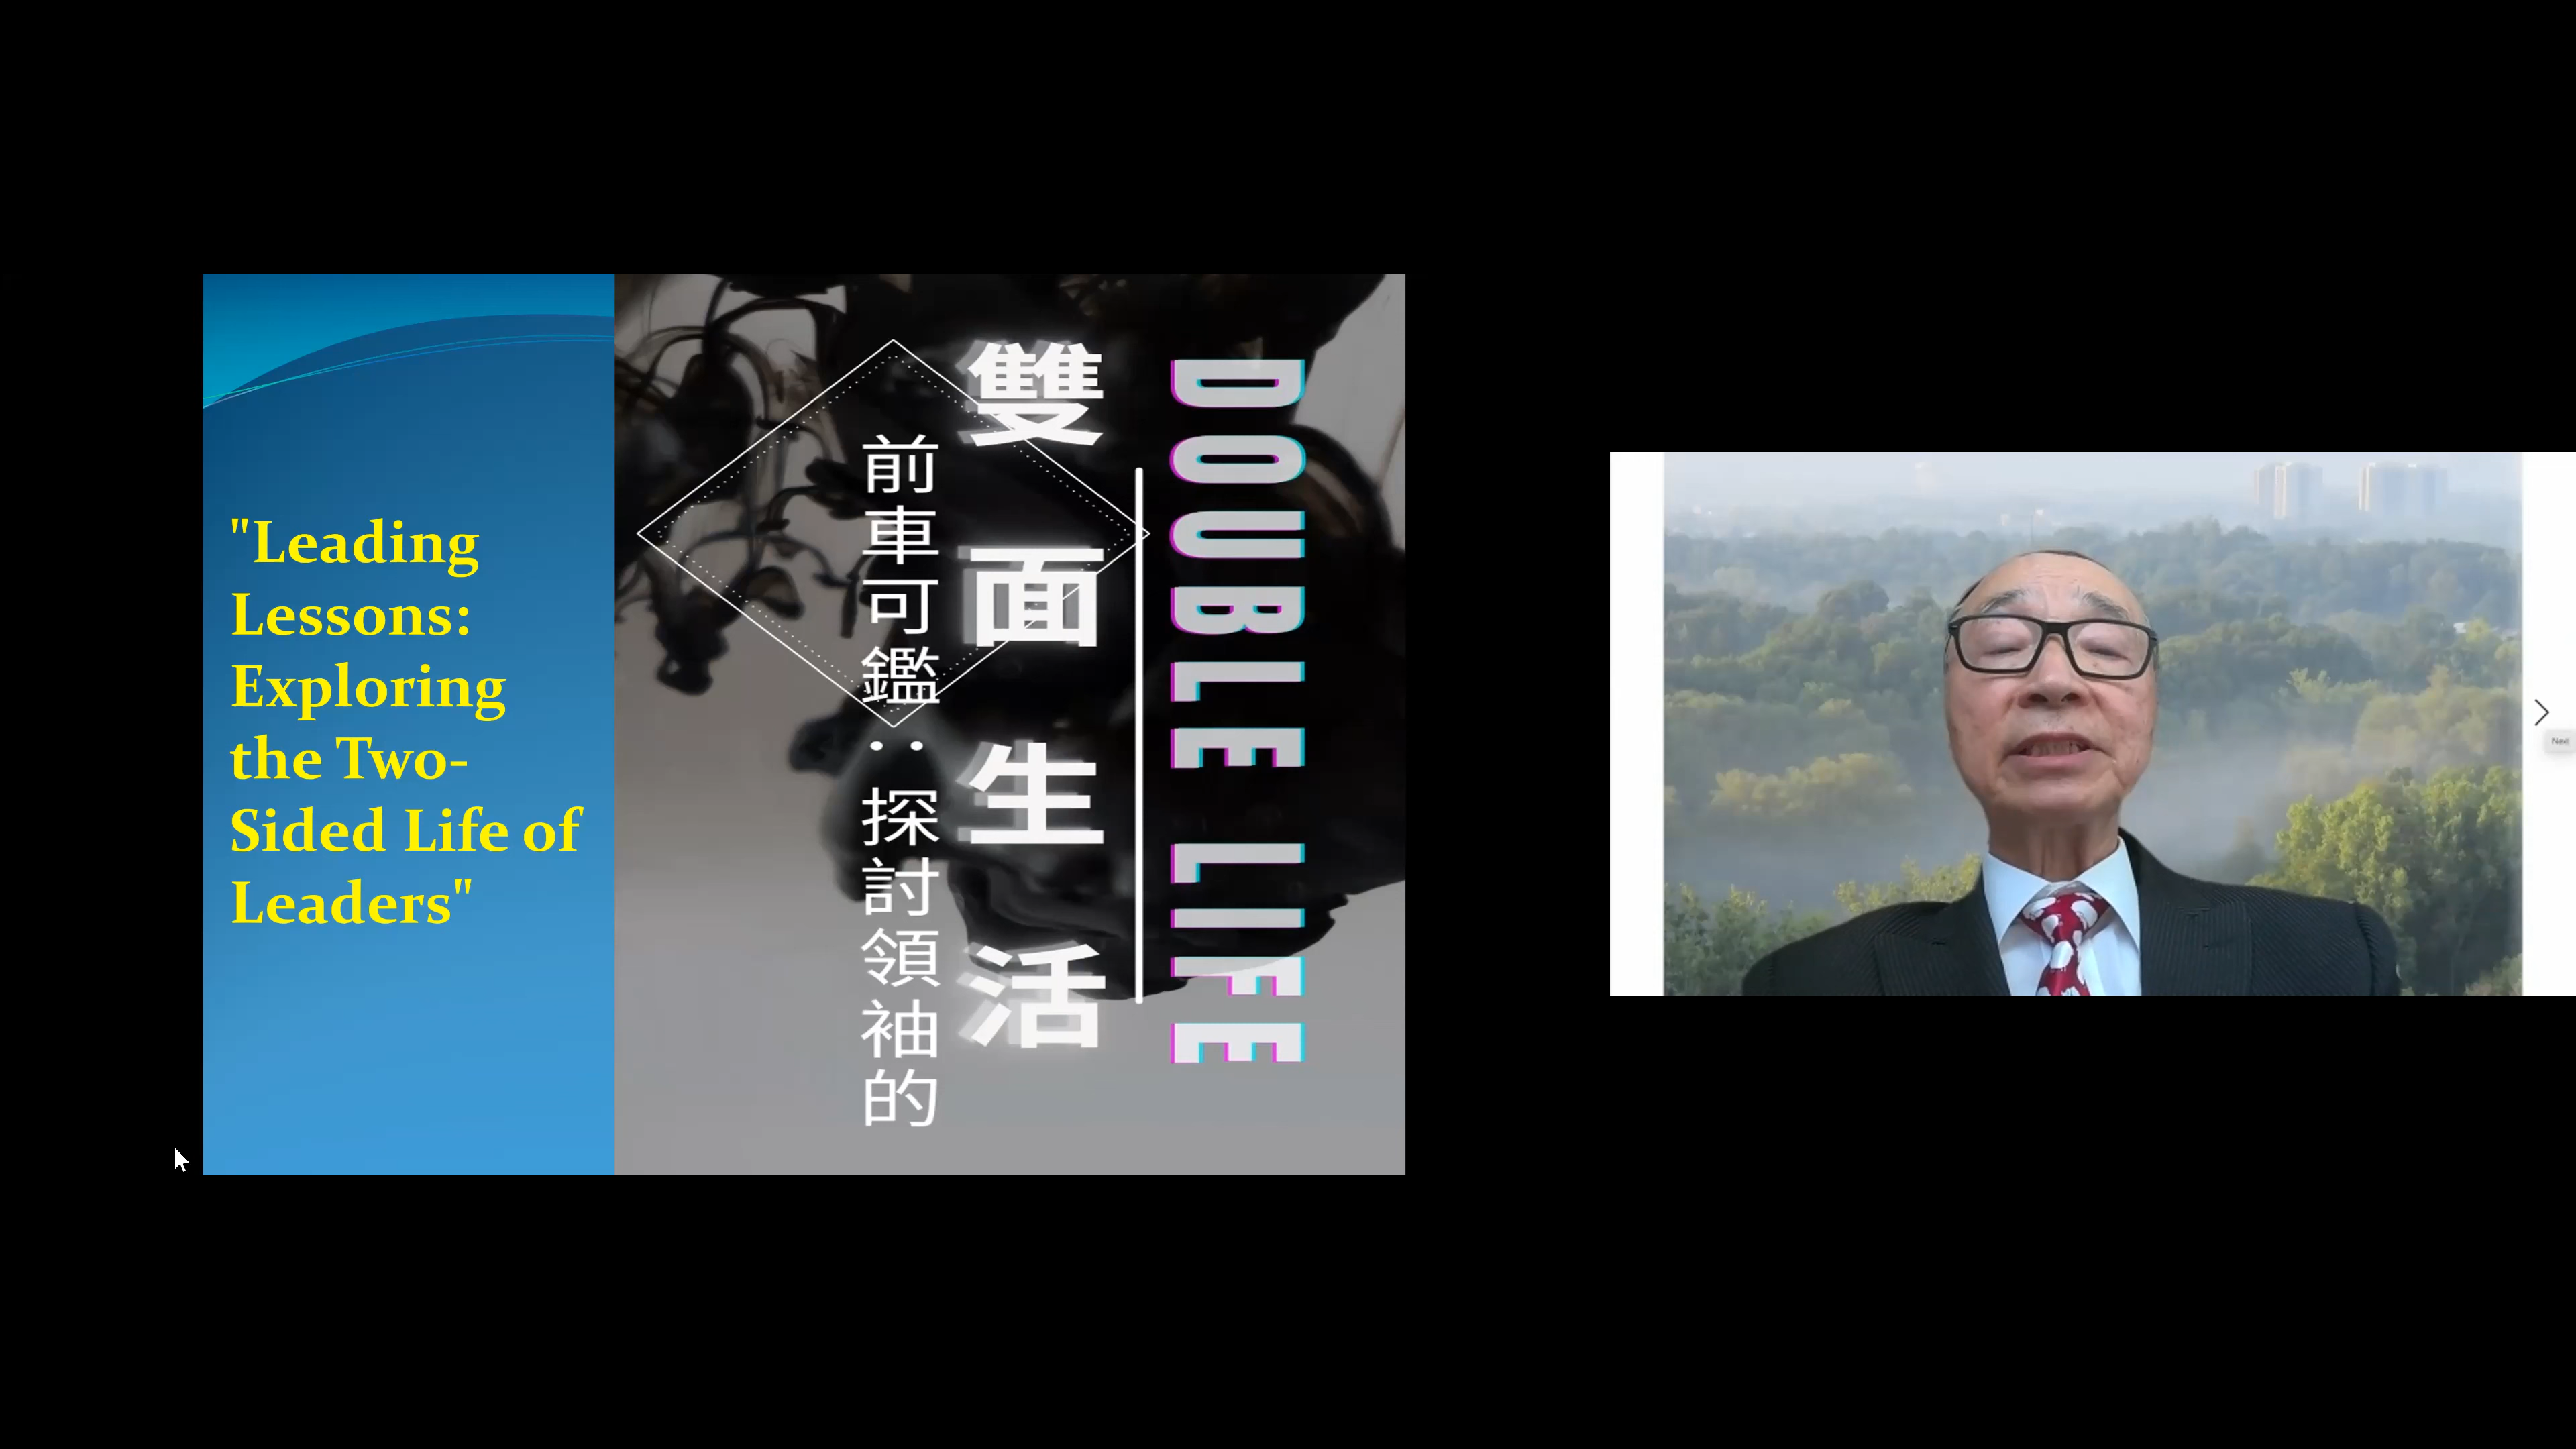 "Leading
Lessons:
Exploring
the Two-
Sided Life of
Leaders"
DOUBLE LIFE
雙面生活
前車可鑑：探討領袖的
Next